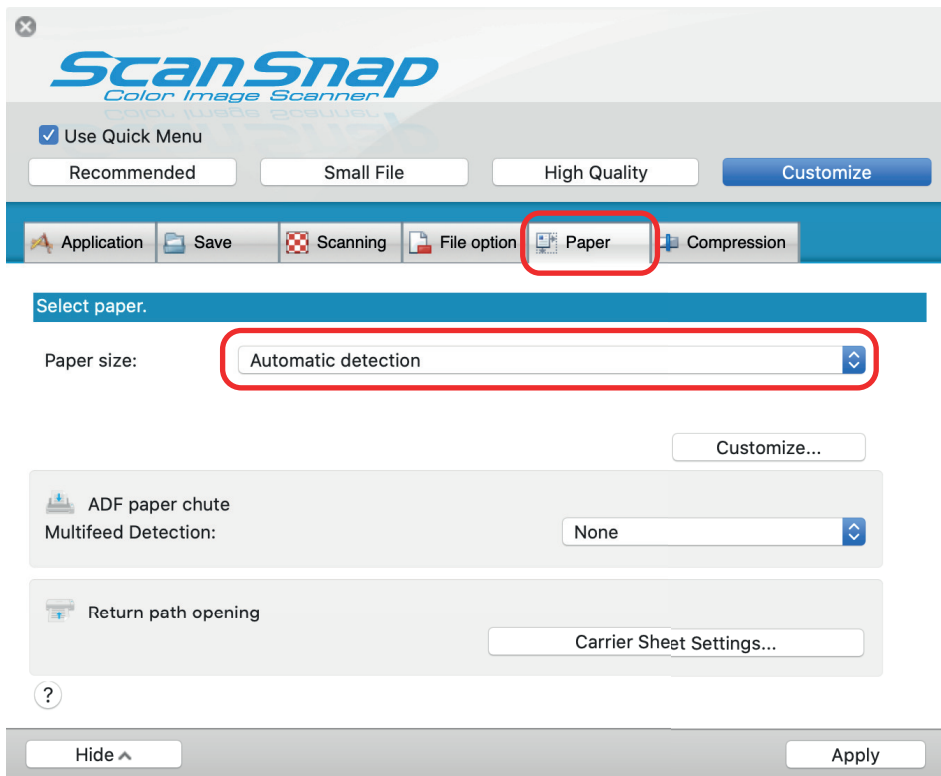 ScanSnap
Color Image Scanner
Use Quick Menu
Recommended Small File High Quality Customize
Application Save Scanning File option Paper Compression
Select paper.
Paper size: Automatic detection
Customize...
ADF paper chute
Multifeed Detection: None
Return path opening
Carrier Sheet Settings...
?
Hide Apply